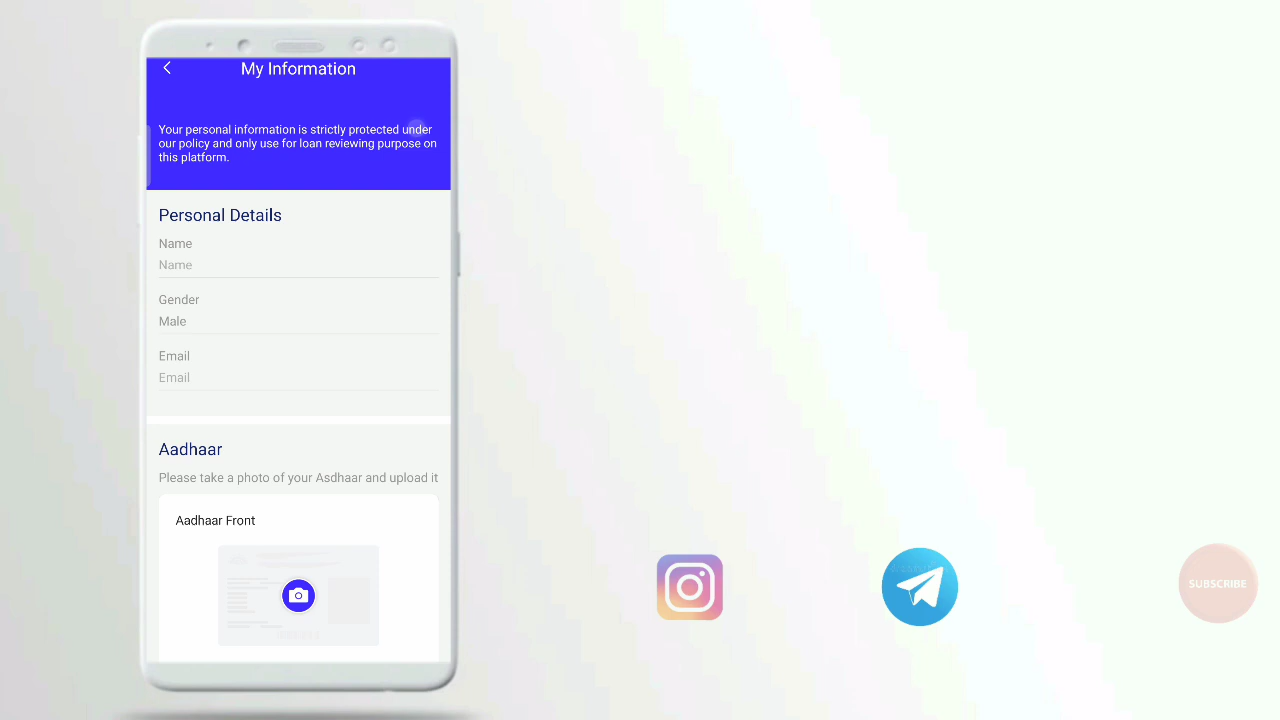 My Information
Your personal information is strictly protected under
our policy and only use for loan reviewing purpose on
this platform.
Personal Details
Name
Name
Gender
Male
Email
Email
Aadhaar
Please take a photo of your Asdhaar and upload it
Aadhaar Front
SUBSCRIBE